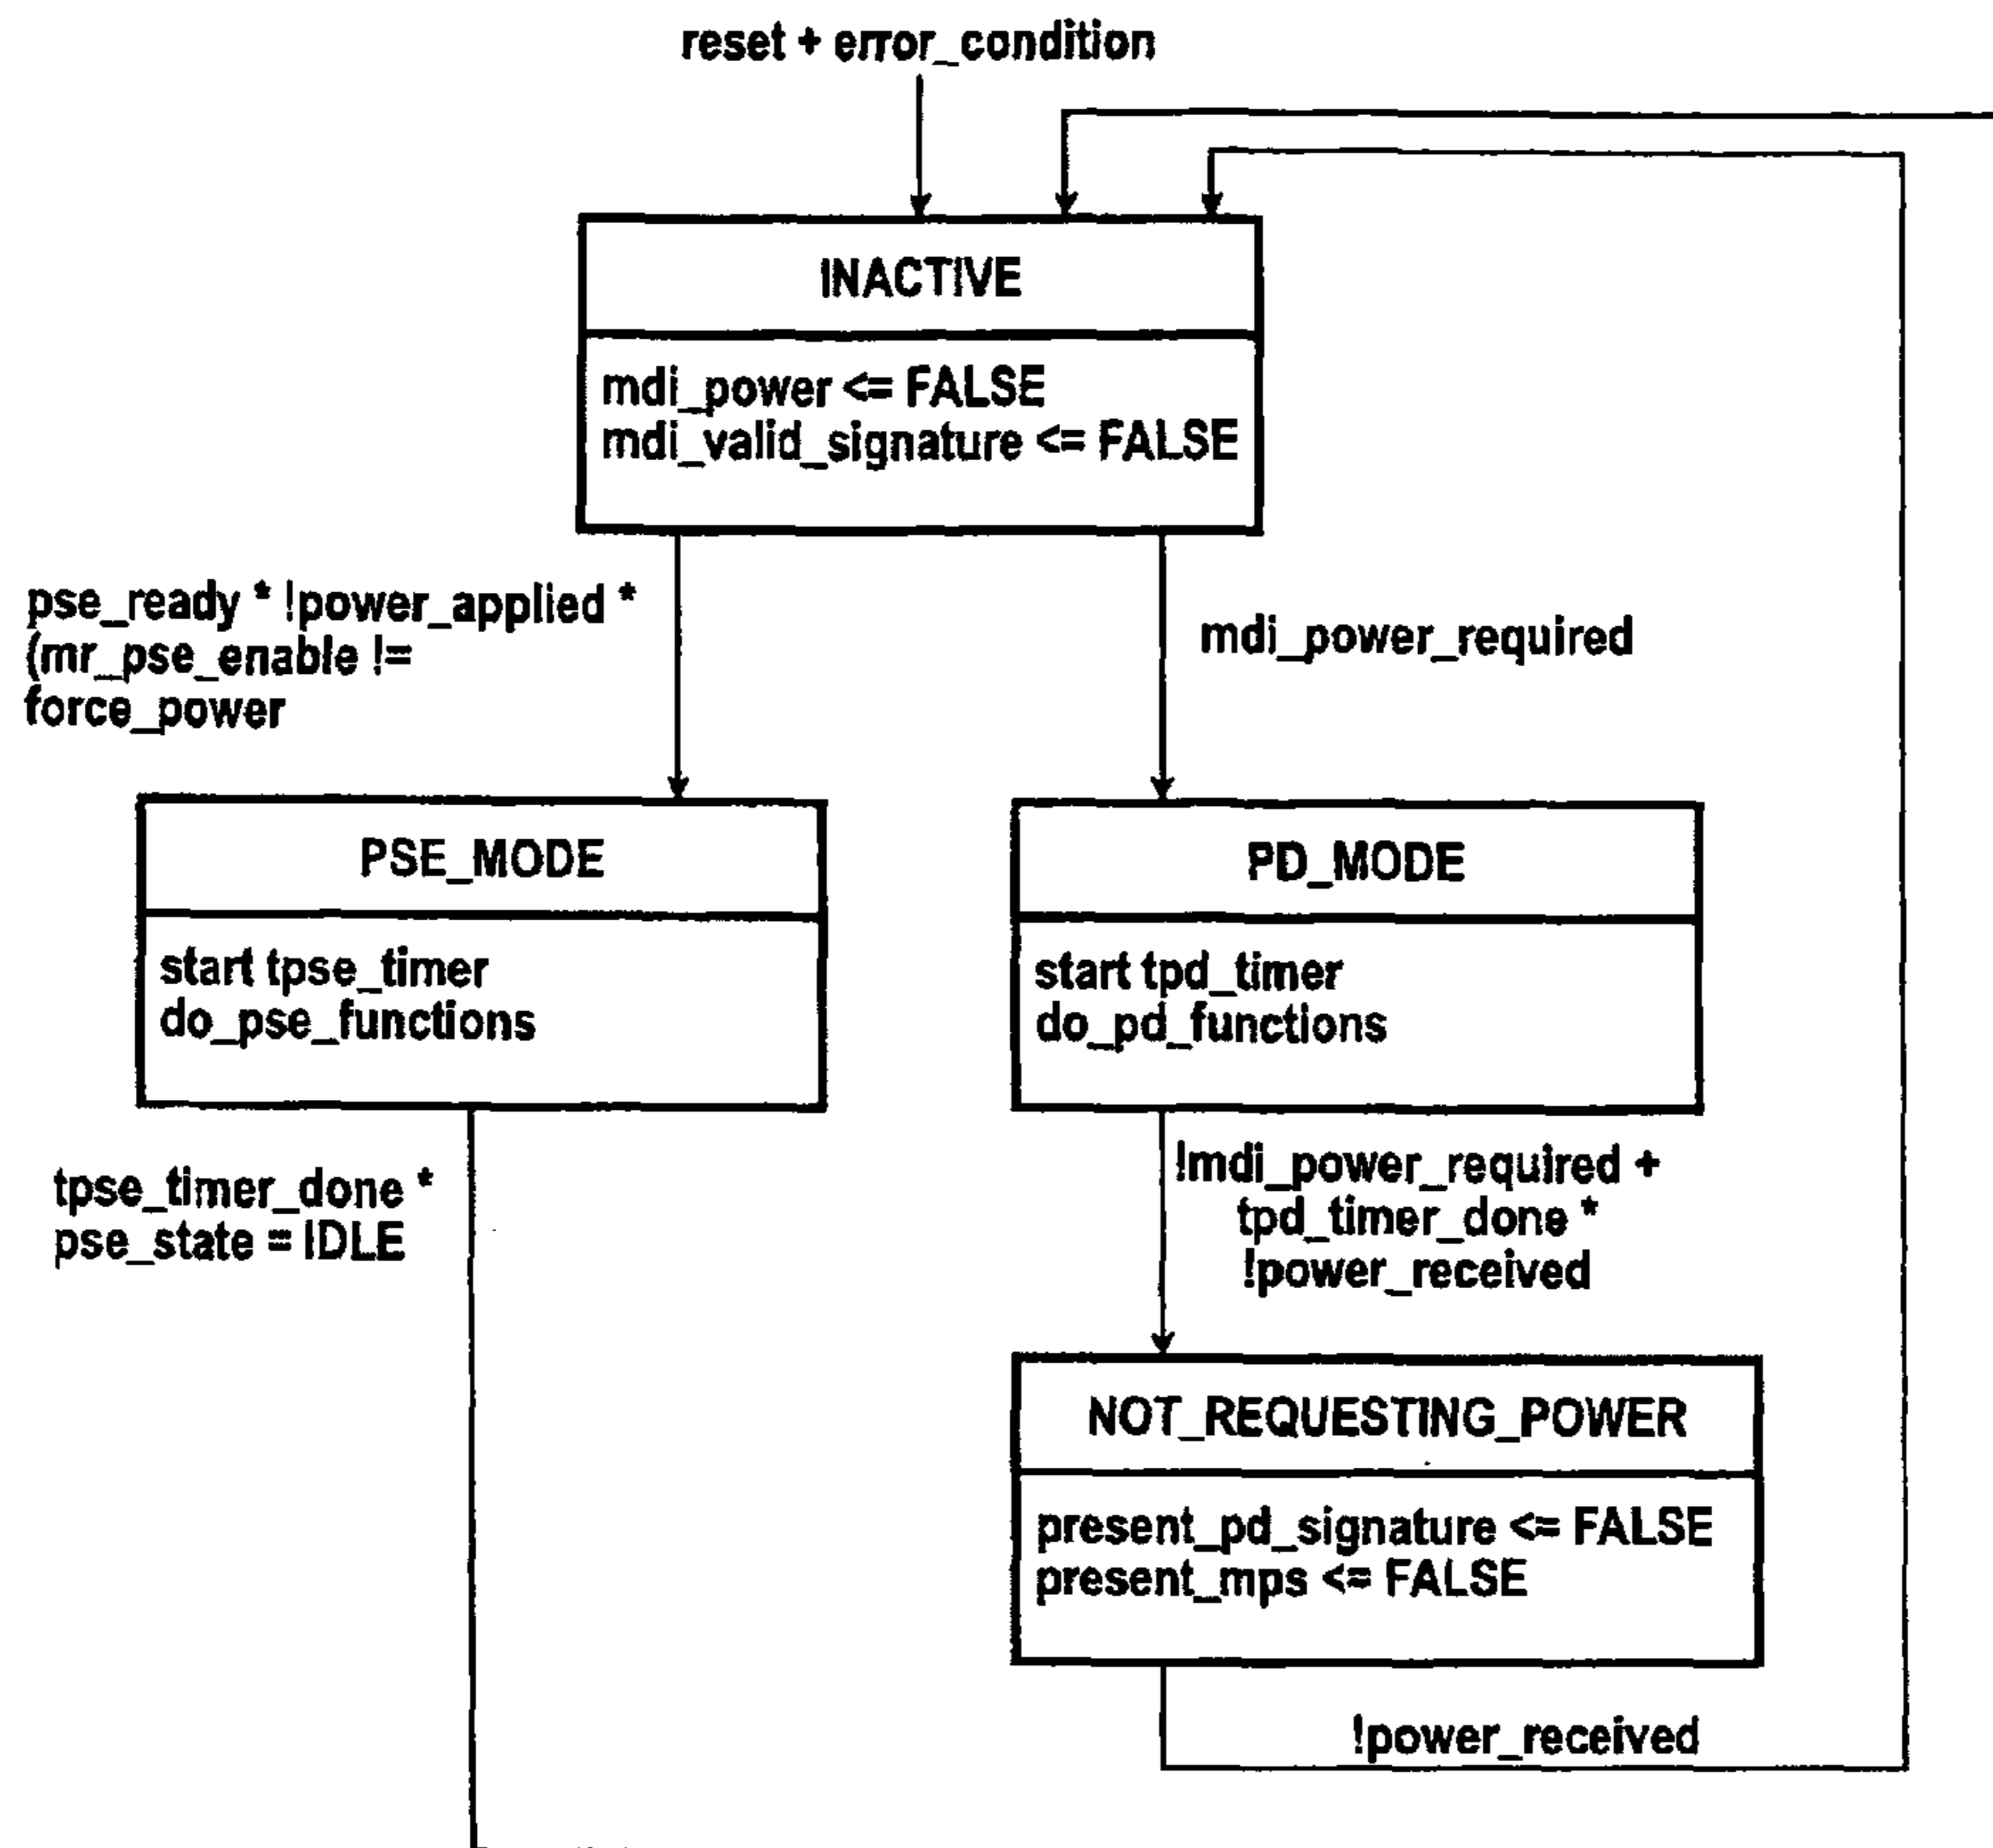 reset + error_condition
INACTIVE
mdi_power <= FALSE
mdi_valid_signature <= FALSE
pse_ready * !power_applied *
(mr_pse_enable !=
force_power
mdi_power_required
PSE_MODE
start tpse_timer
do_pse_functions
PD_MODE
start tpd_timer
do_pd_functions
tpse_timer_done *
pse_state = IDLE
!mdi_power_required +
tpd_timer_done *
!power_received
NOT_REQUESTING_POWER
present_pd_signature <= FALSE
present_mps <= FALSE
!power_received